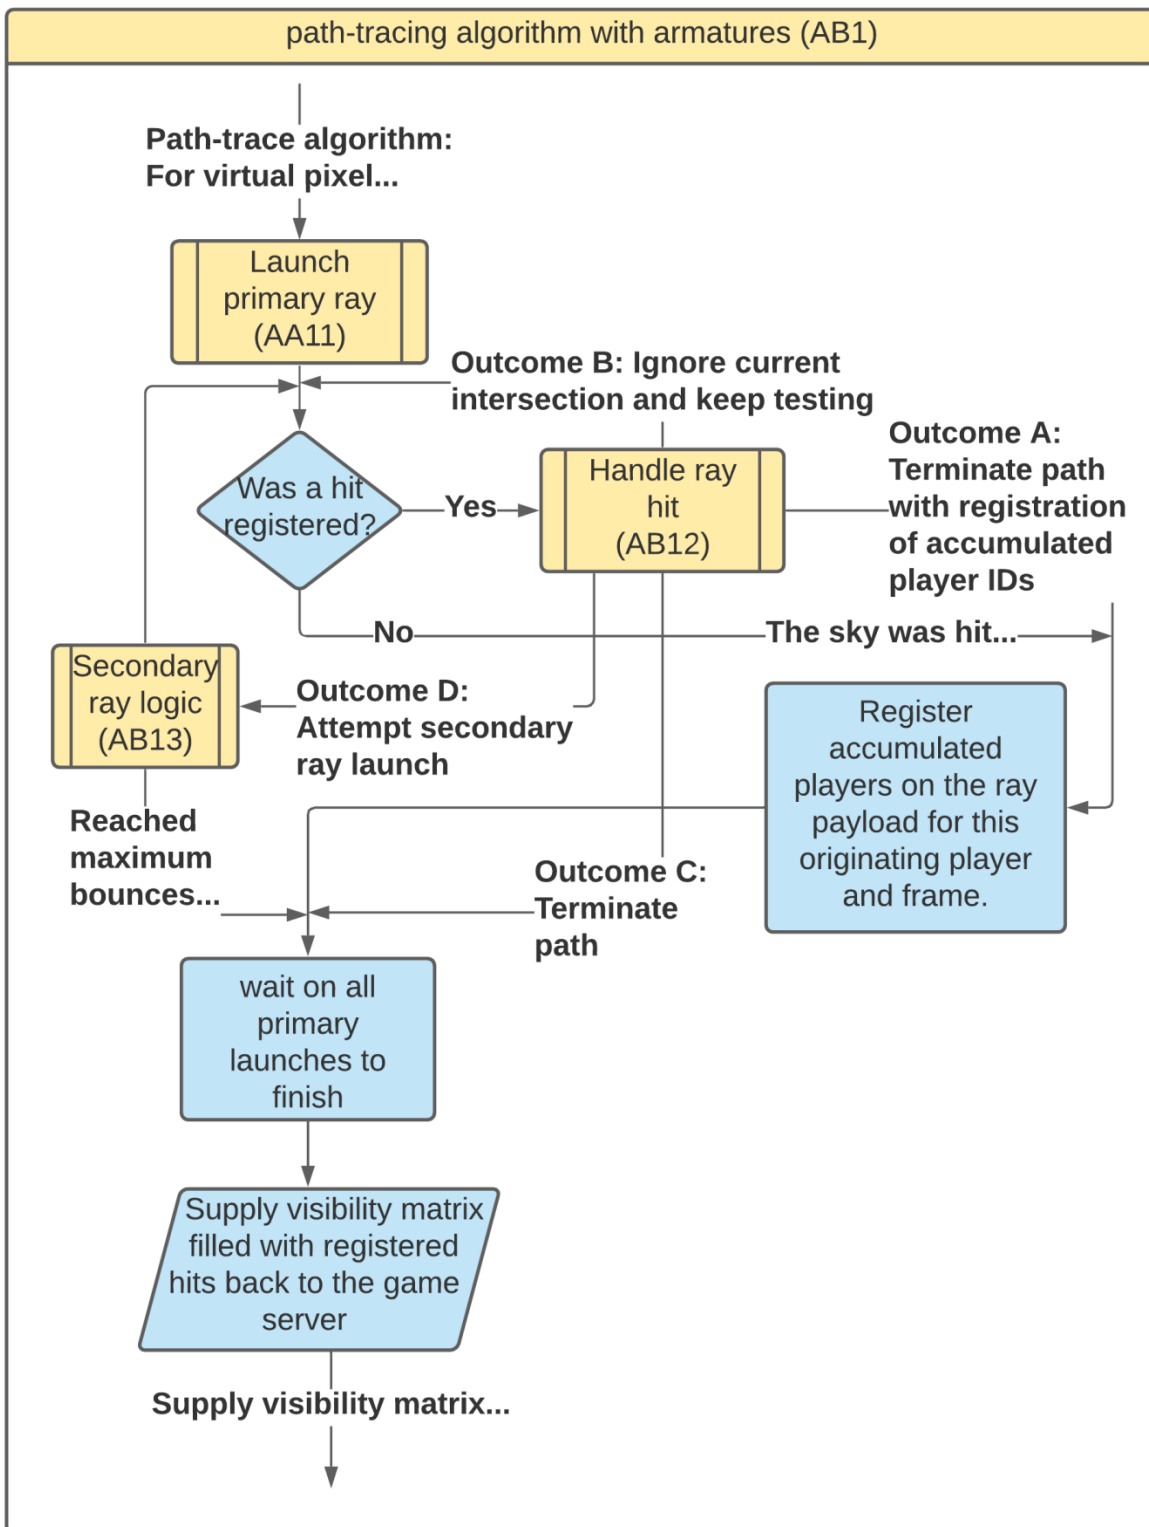 path-tracing algorithm with armatures (AB1)
Path-trace algorithm:
For virtual pixel...
Launch
primary ray
(AA11)
Outcome B: Ignore current
intersection and keep testing
Outcome A:
Terminate path
with registration
of accumulated
player IDs
Was a hit
registered?
Yes
Handle ray
hit
(AB12)
No
The sky was hit...
Secondary
ray logic
(AB13)
Outcome D:
Attempt secondary
ray launch
Register
accumulated
players on the ray
payload for this
originating player
and frame.
Reached
maximum
bounces...
Outcome C:
Terminate
path
wait on all
primary
launches to
finish
Supply visibility matrix
filled with registered
hits back to the game
server
Supply visibility matrix...